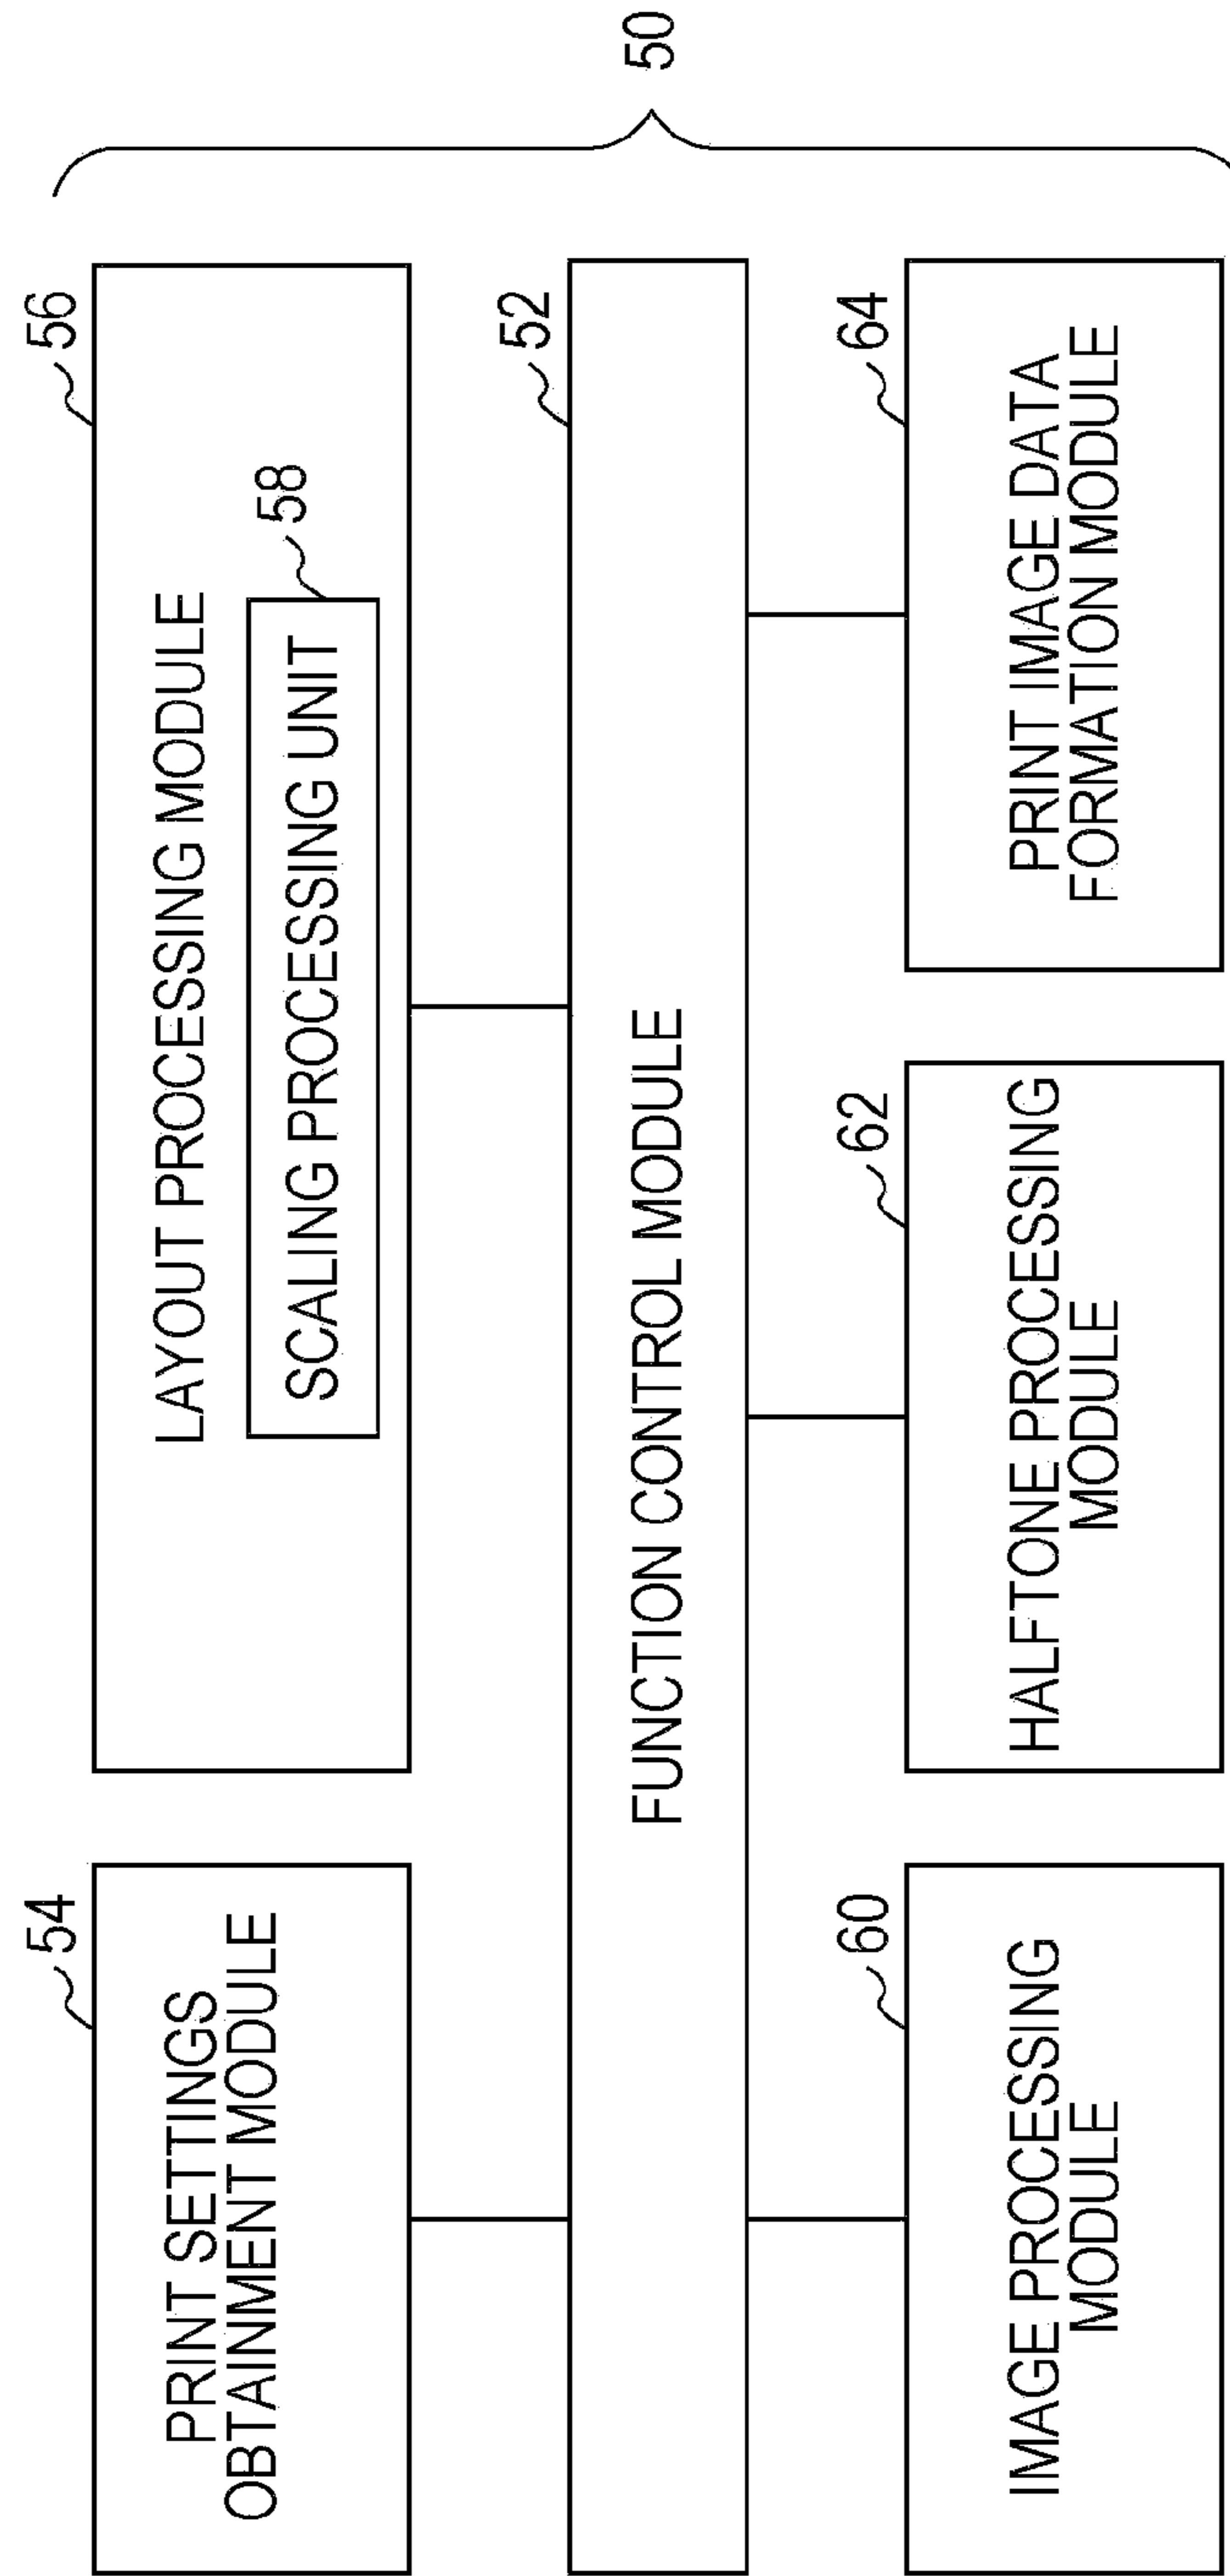 54
PRINT SETTINGS
OBTAINMENT MODULE
56
LAYOUT PROCESSING MODULE
58
SCALING PROCESSING UNIT
52
FUNCTION CONTROL MODULE
60
IMAGE PROCESSING
MODULE
62
HALFTONE PROCESSING
MODULE
64
PRINT IMAGE DATA
FORMATION MODULE
50